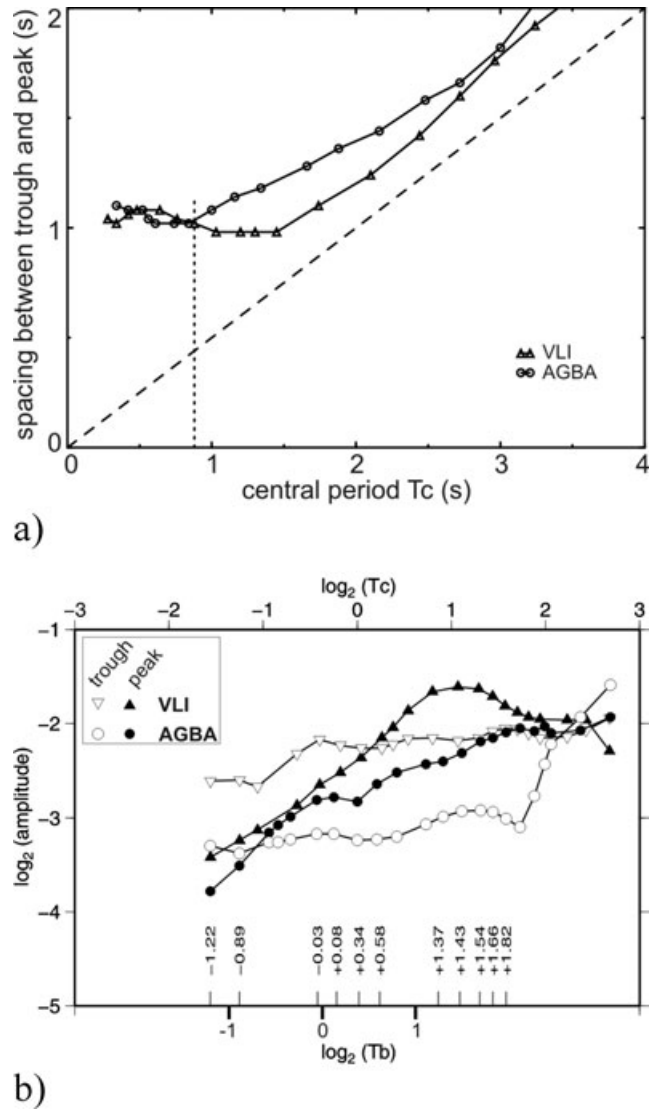 spacing between trough and peak (s)
2
1
0
VLI
AGBA
0 1 2 3 4
central period Tc (s)
a)
log2 (Tc)
−3 −2 −1 0 1 2 3
−1
−2
−3
−4
−5
log2 (amplitude)
trough
peak
VLI
AGBA
−1.22
−0.89
−0.03
+0.08
+0.34
+0.58
+1.37
+1.43
+1.54
+1.66
+1.82
-1 0 1
log2 (Tb)
b)